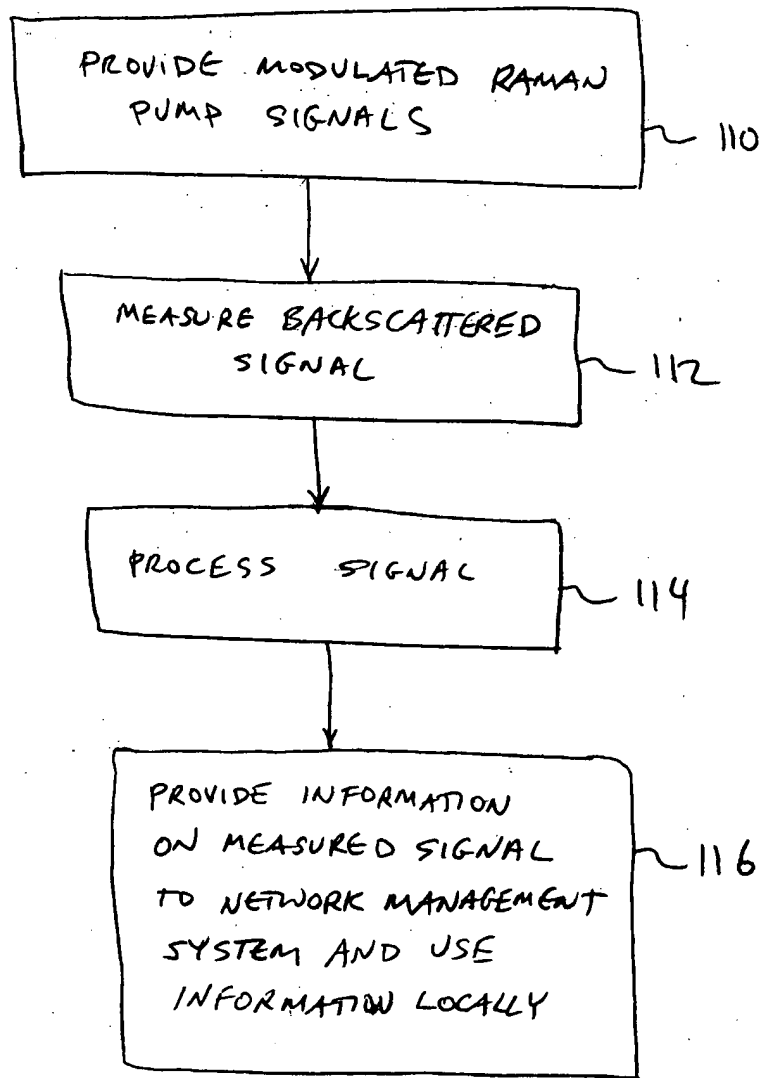 PROVIDE MODULATED RAMAN
PUMP SIGNALS
110
MEASURE BACKSCATTERED
SIGNAL
112
PROCESS SIGNAL
114
PROVIDE INFORMATION
ON MEASURED SIGNAL
TO NETWORK MANAGEMENT
SYSTEM AND USE
INFORMATION LOCALLY
116